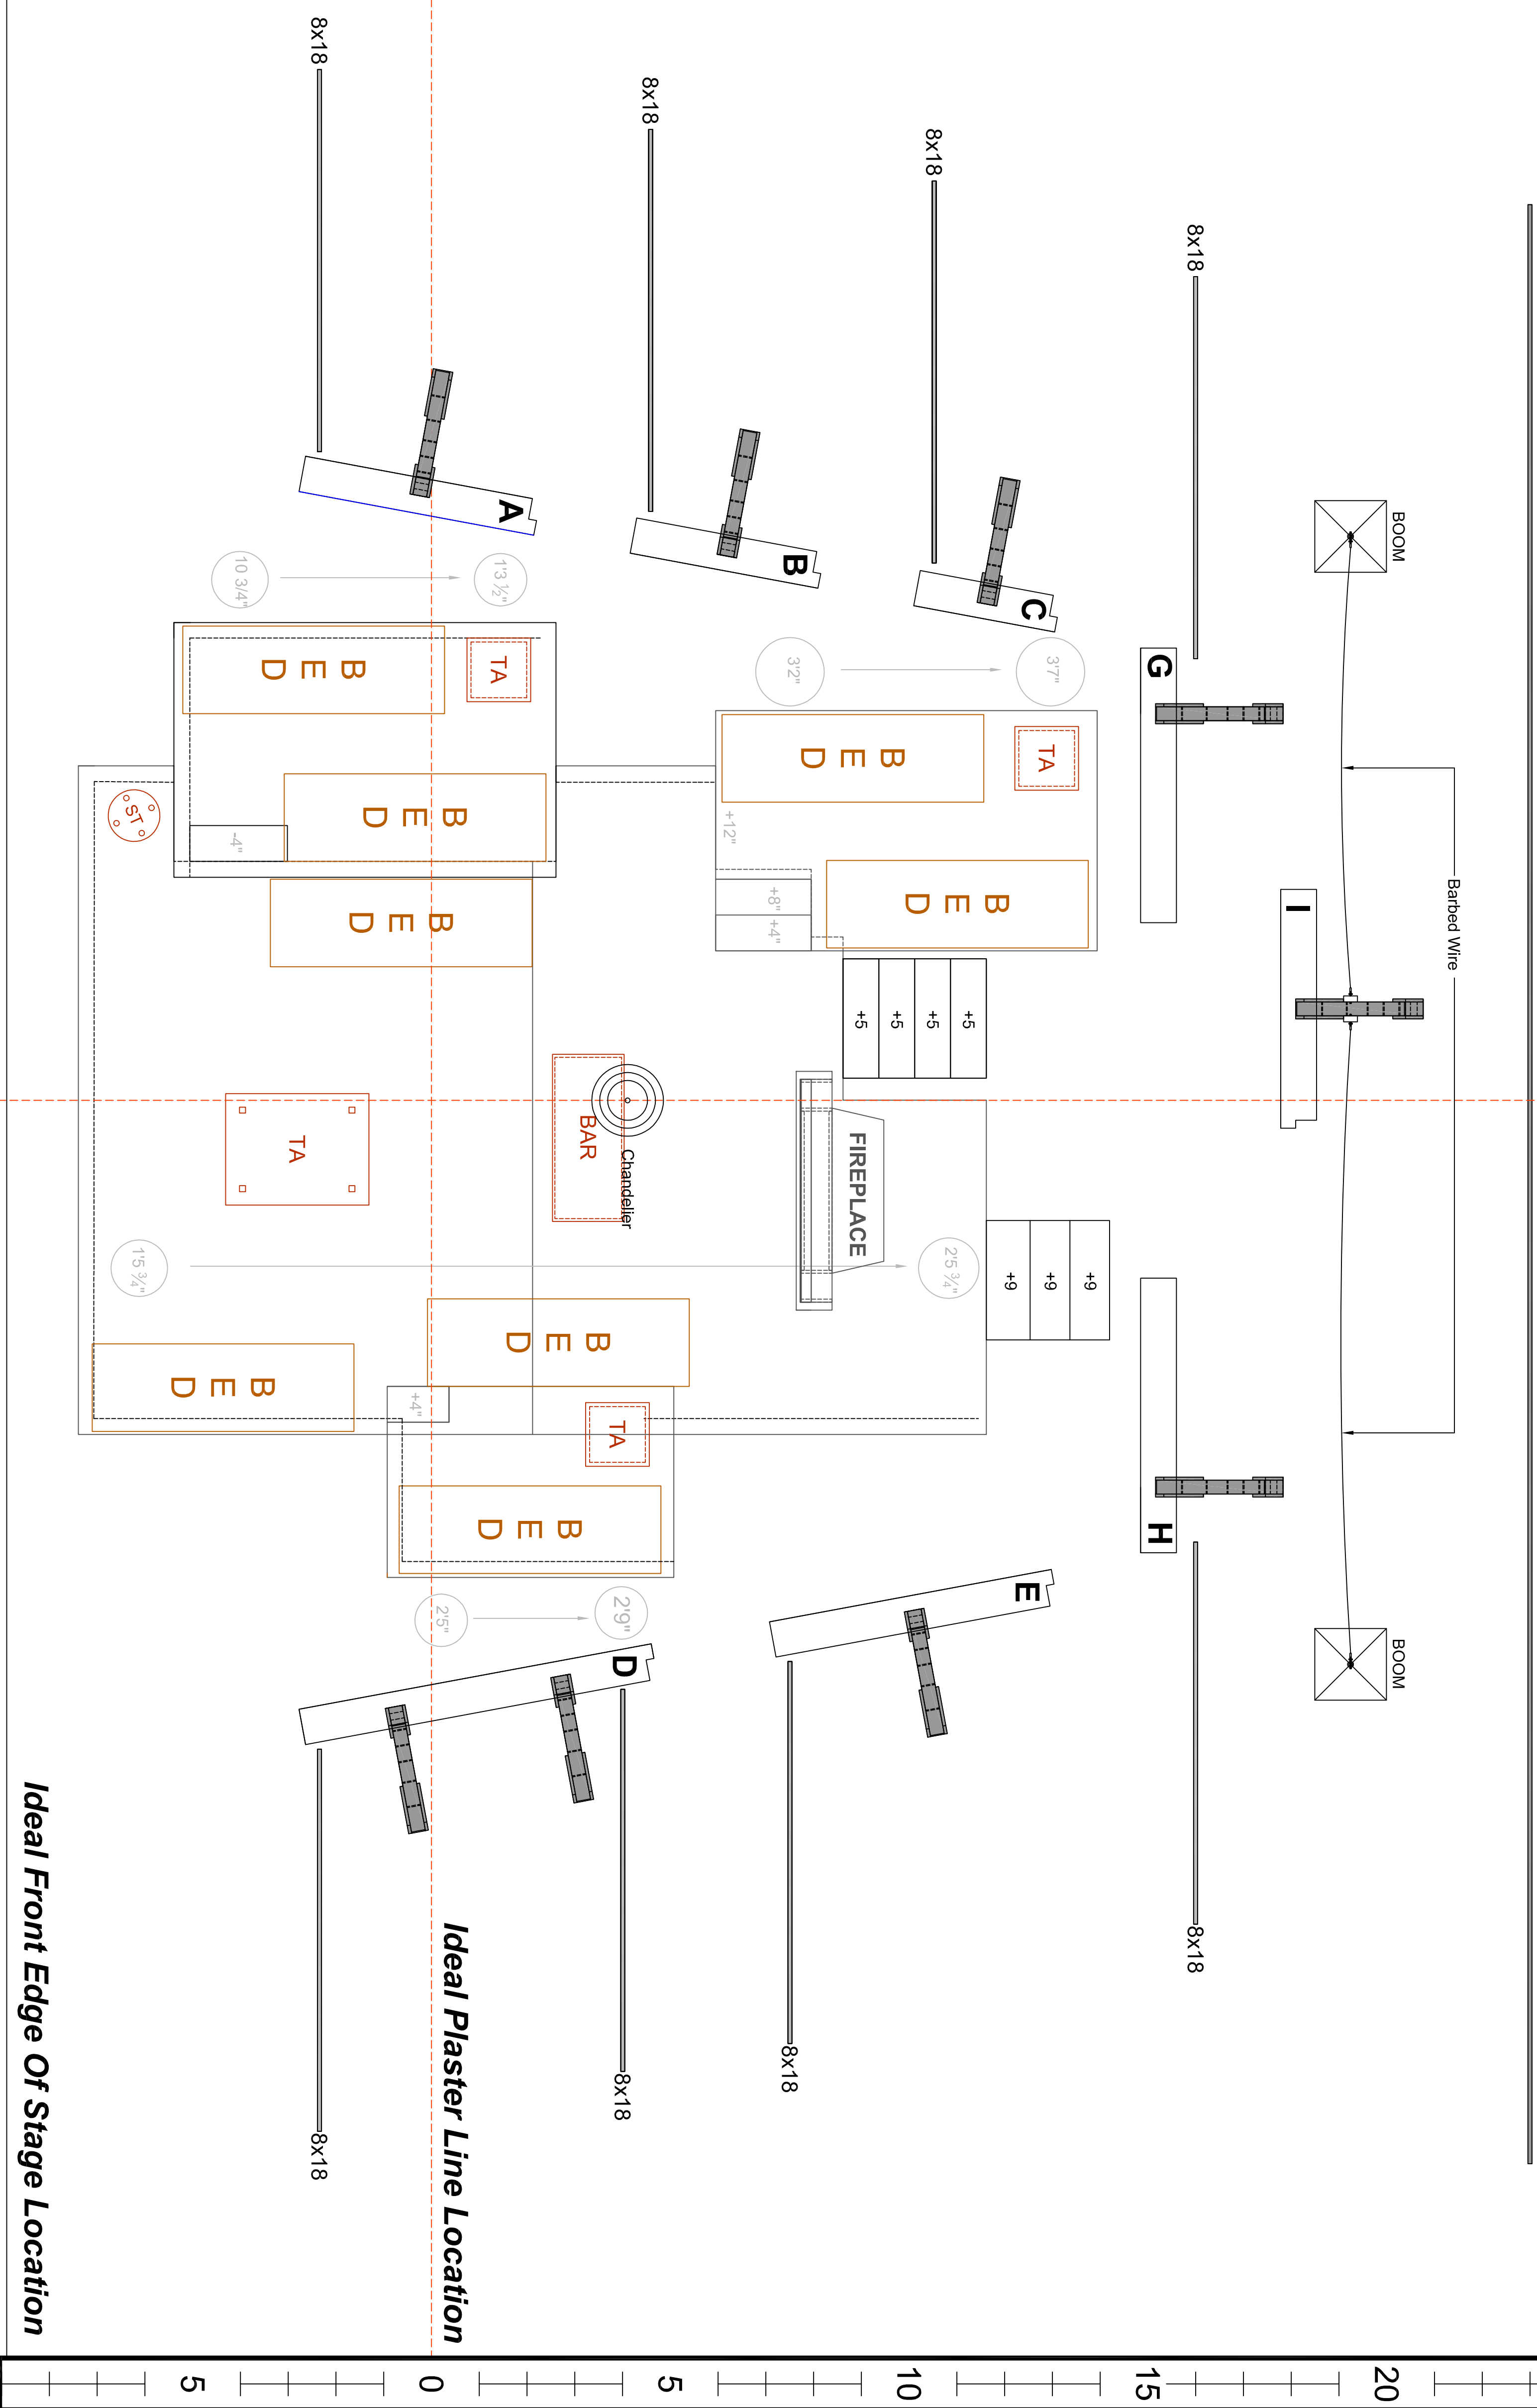 8x18
8x18
8x18
8x18
BOOM
A
B
C
G
I
Barbed Wire
10 3/4"
1'3 ½"
3'2"
3'7"
BED
TA
BED
TA
ST
-4"
BED
+12"
+8"
+4"
BED
BED
+5
+5
+5
+5
TA
BAR
Chandelier
FIREPLACE
1'5 ¾"
2'5 ¾"
+9
+9
+9
BED
BED
+4"
TA
BED
H
E
D
2'5"
2'9"
BOOM
8x18
8x18
8x18
8x18
Ideal Plaster Line Location
Ideal Front Edge Of Stage Location
5
0
5
10
15
20